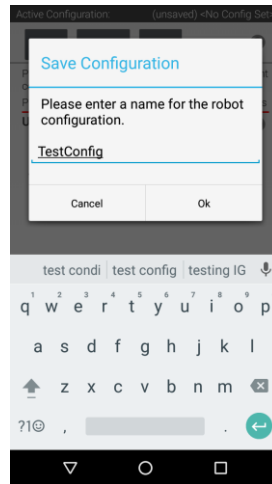 Active Configuration: (unsaved) <No Config Set
Save Configuration
Please enter a name for the robot
configuration.
TestConfig
Cancel Ok
test condi test config testing IG
1 2 3 4 5 6 7 8 9 0
q w e r t y u i o p
a s d f g h j k l
z x c v b n m
?1☺ , .